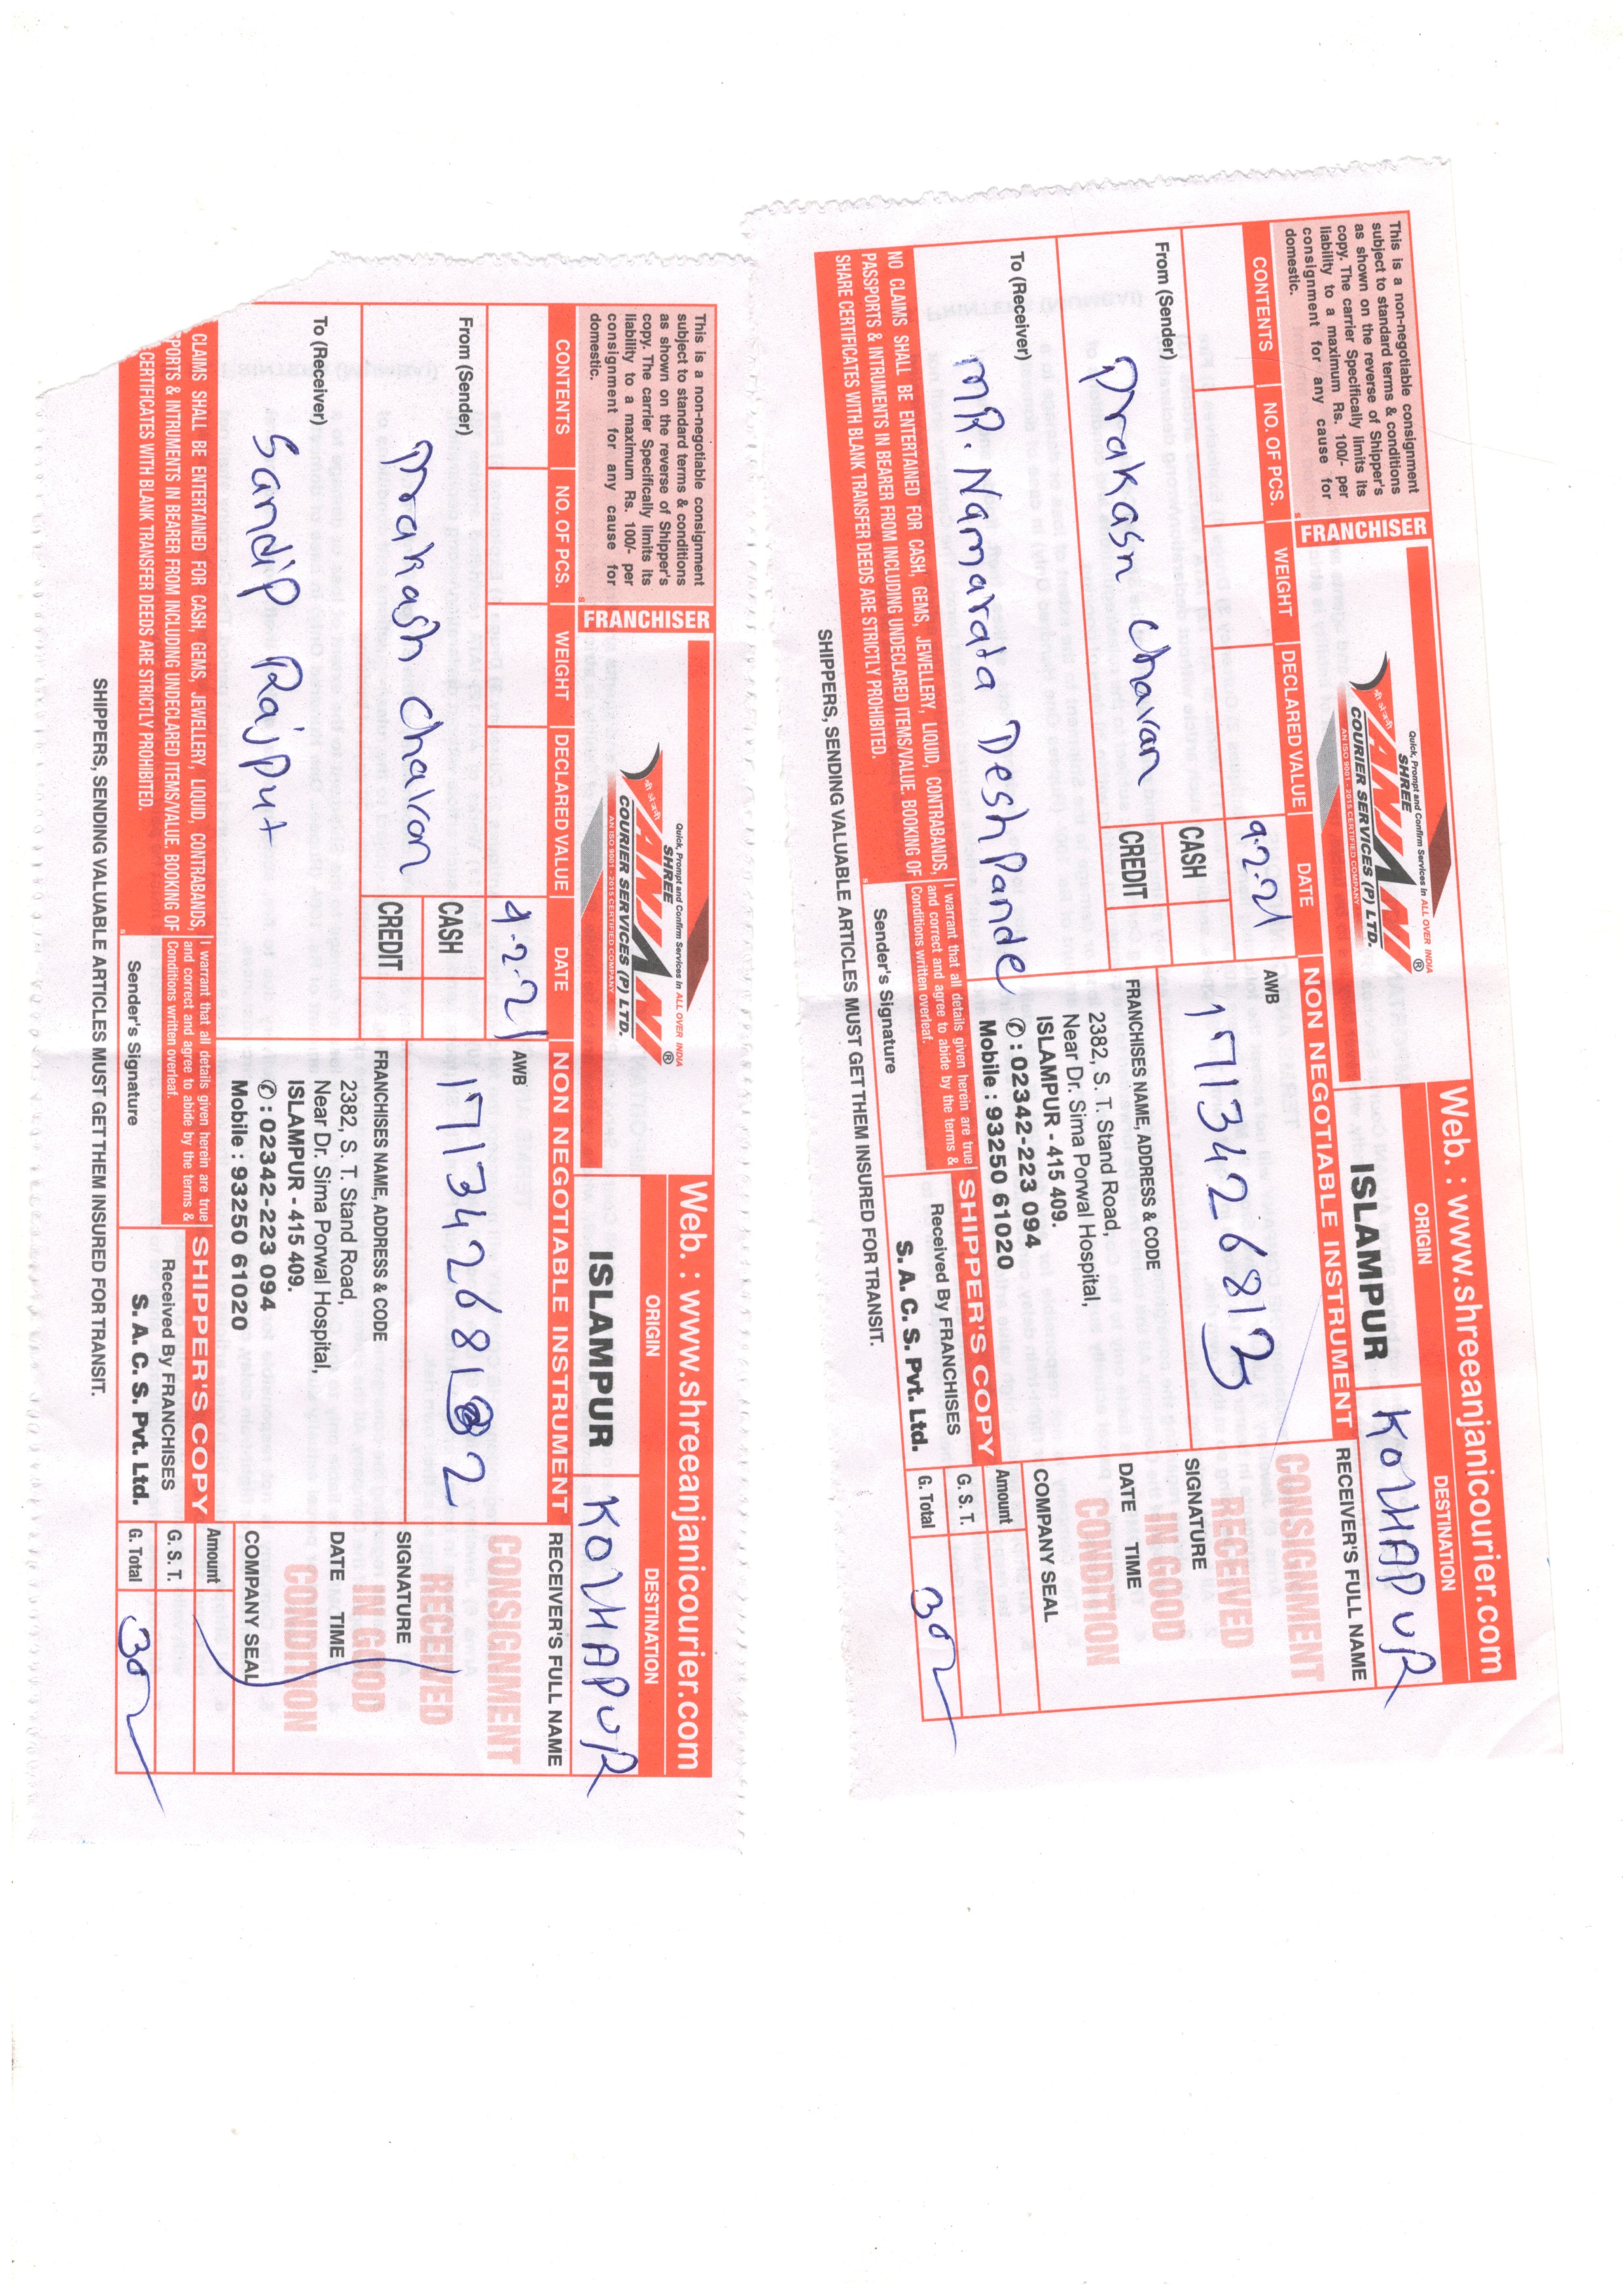 Web. : www.shreeanjanicourier.com
This is a non-negotiable consignment
subject to standard terms & conditions
as shown on the reverse of Shipper's
copy. The carrier Specifically limits its
liability to a maximum Rs. 100/- per
consignment for any cause for
domestic.
FRANCHISER
Quick, Prompt and Confirm Services in ALL OVER INDIA
SHREE
श्री अंजनी ANJANI ®
COURIER SERVICES (P) LTD.
AN ISO 9001 - 2015 CERTIFIED COMPANY
ORIGIN DESTINATION
ISLAMPUR KOLHAPUR
CONTENTS NO. OF PCS. WEIGHT DECLARED VALUE DATE NON NEGOTIABLE INSTRUMENT RECEIVER'S FULL NAME
9-2-21 AWB
CONSIGNMENT
RECEIVED
IN GOOD
CONDITION
CASH
CREDIT
From (Sender)
Prakash Chavan
SIGNATURE
DATE TIME
COMPANY SEAL
FRANCHISES NAME, ADDRESS & CODE
2382, S. T. Stand Road,
Near Dr. Sima Porwal Hospital,
ISLAMPUR - 415 409.
✆ : 02342-223 094
Mobile : 93250 61020
To (Receiver)
MR. Namarata DeshPande
Amount
G. S. T.
G. Total 30
NO CLAIMS SHALL BE ENTERTAINED FOR CASH, GEMS, JEWELLERY, LIQUID, CONTRABANDS,
PASSPORTS & INTRUMENTS IN BEARER FROM INCLUDING UNDECLARED ITEMS/VALUE. BOOKING OF
SHARE CERTIFICATES WITH BLANK TRANSFER DEEDS ARE STRICTLY PROHIBITED.
I warrant that all details given herein are true
and correct and agree to abide by the terms &
Conditions written overleaf.
Sender's Signature
SHIPPER'S COPY
Received By FRANCHISES
S. A. C. S. Pvt. Ltd.
SHIPPERS, SENDING VALUABLE ARTICLES MUST GET THEM INSURED FOR TRANSIT.
Web. : www.shreeanjanicourier.com
This is a non-negotiable consignment
subject to standard terms & conditions
as shown on the reverse of Shipper's
copy. The carrier Specifically limits its
liability to a maximum Rs. 100/- per
consignment for any cause for
domestic.
FRANCHISER
Quick, Prompt and Confirm Services in ALL OVER INDIA
SHREE
श्री अंजनी ANJANI ®
COURIER SERVICES (P) LTD.
AN ISO 9001 - 2015 CERTIFIED COMPANY
ORIGIN DESTINATION
ISLAMPUR KOLHAPUR
CONTENTS NO. OF PCS. WEIGHT DECLARED VALUE DATE NON NEGOTIABLE INSTRUMENT RECEIVER'S FULL NAME
AWB
CONSIGNMENT
RECEIVED
IN GOOD
CONDITION
CASH
CREDIT
From (Sender)
Prakash Chavan
SIGNATURE
DATE TIME
COMPANY SEAL
FRANCHISES NAME, ADDRESS & CODE
2382, S. T. Stand Road,
Near Dr. Sima Porwal Hospital,
ISLAMPUR - 415 409.
✆ : 02342-223 094
Mobile : 93250 61020
To (Receiver)
Sandip Rajput
Amount
G. S. T.
G. Total 30
CLAIMS SHALL BE ENTERTAINED FOR CASH, GEMS, JEWELLERY, LIQUID, CONTRABANDS,
PORTS & INTRUMENTS IN BEARER FROM INCLUDING UNDECLARED ITEMS/VALUE. BOOKING OF
CERTIFICATES WITH BLANK TRANSFER DEEDS ARE STRICTLY PROHIBITED.
I warrant that all details given herein are true
and correct and agree to abide by the terms &
Conditions written overleaf.
Sender's Signature
SHIPPER'S COPY
Received By FRANCHISES
S. A. C. S. Pvt. Ltd.
SHIPPERS, SENDING VALUABLE ARTICLES MUST GET THEM INSURED FOR TRANSIT.